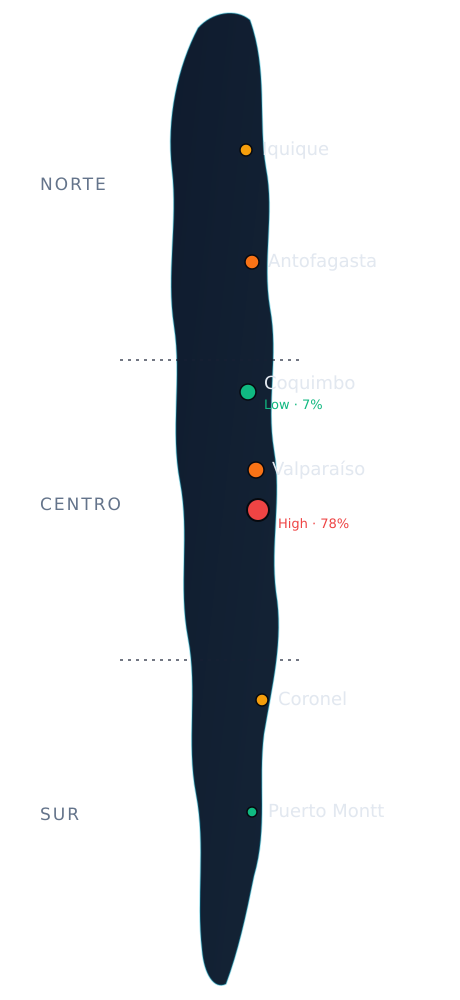 Iquique
NORTE
Antofagasta
Coquimbo
Low · 7%
Valparaíso
CENTRO
High · 78%
Coronel
Puerto Montt
SUR